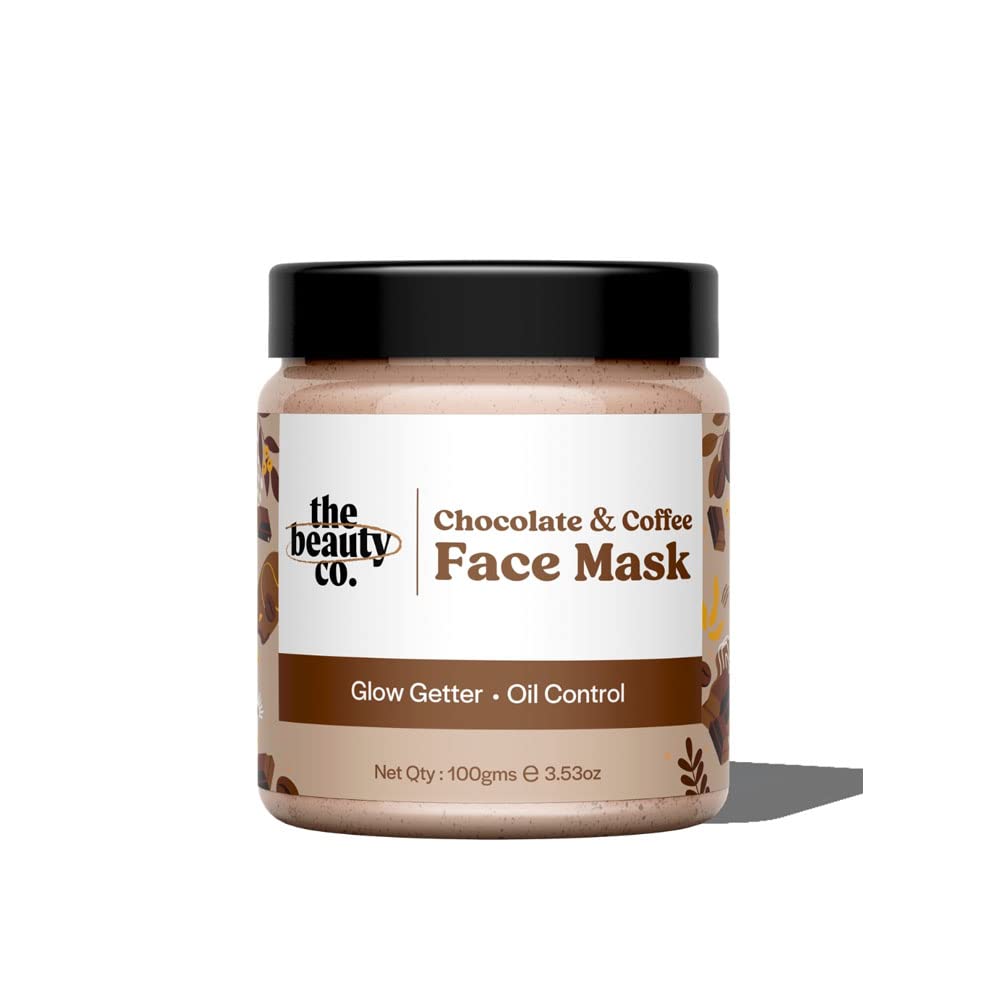 the
beauty
co.
Chocolate & Coffee
Face Mask
Glow Getter • Oil Control
Net Qty : 100gms ℮ 3.53oz